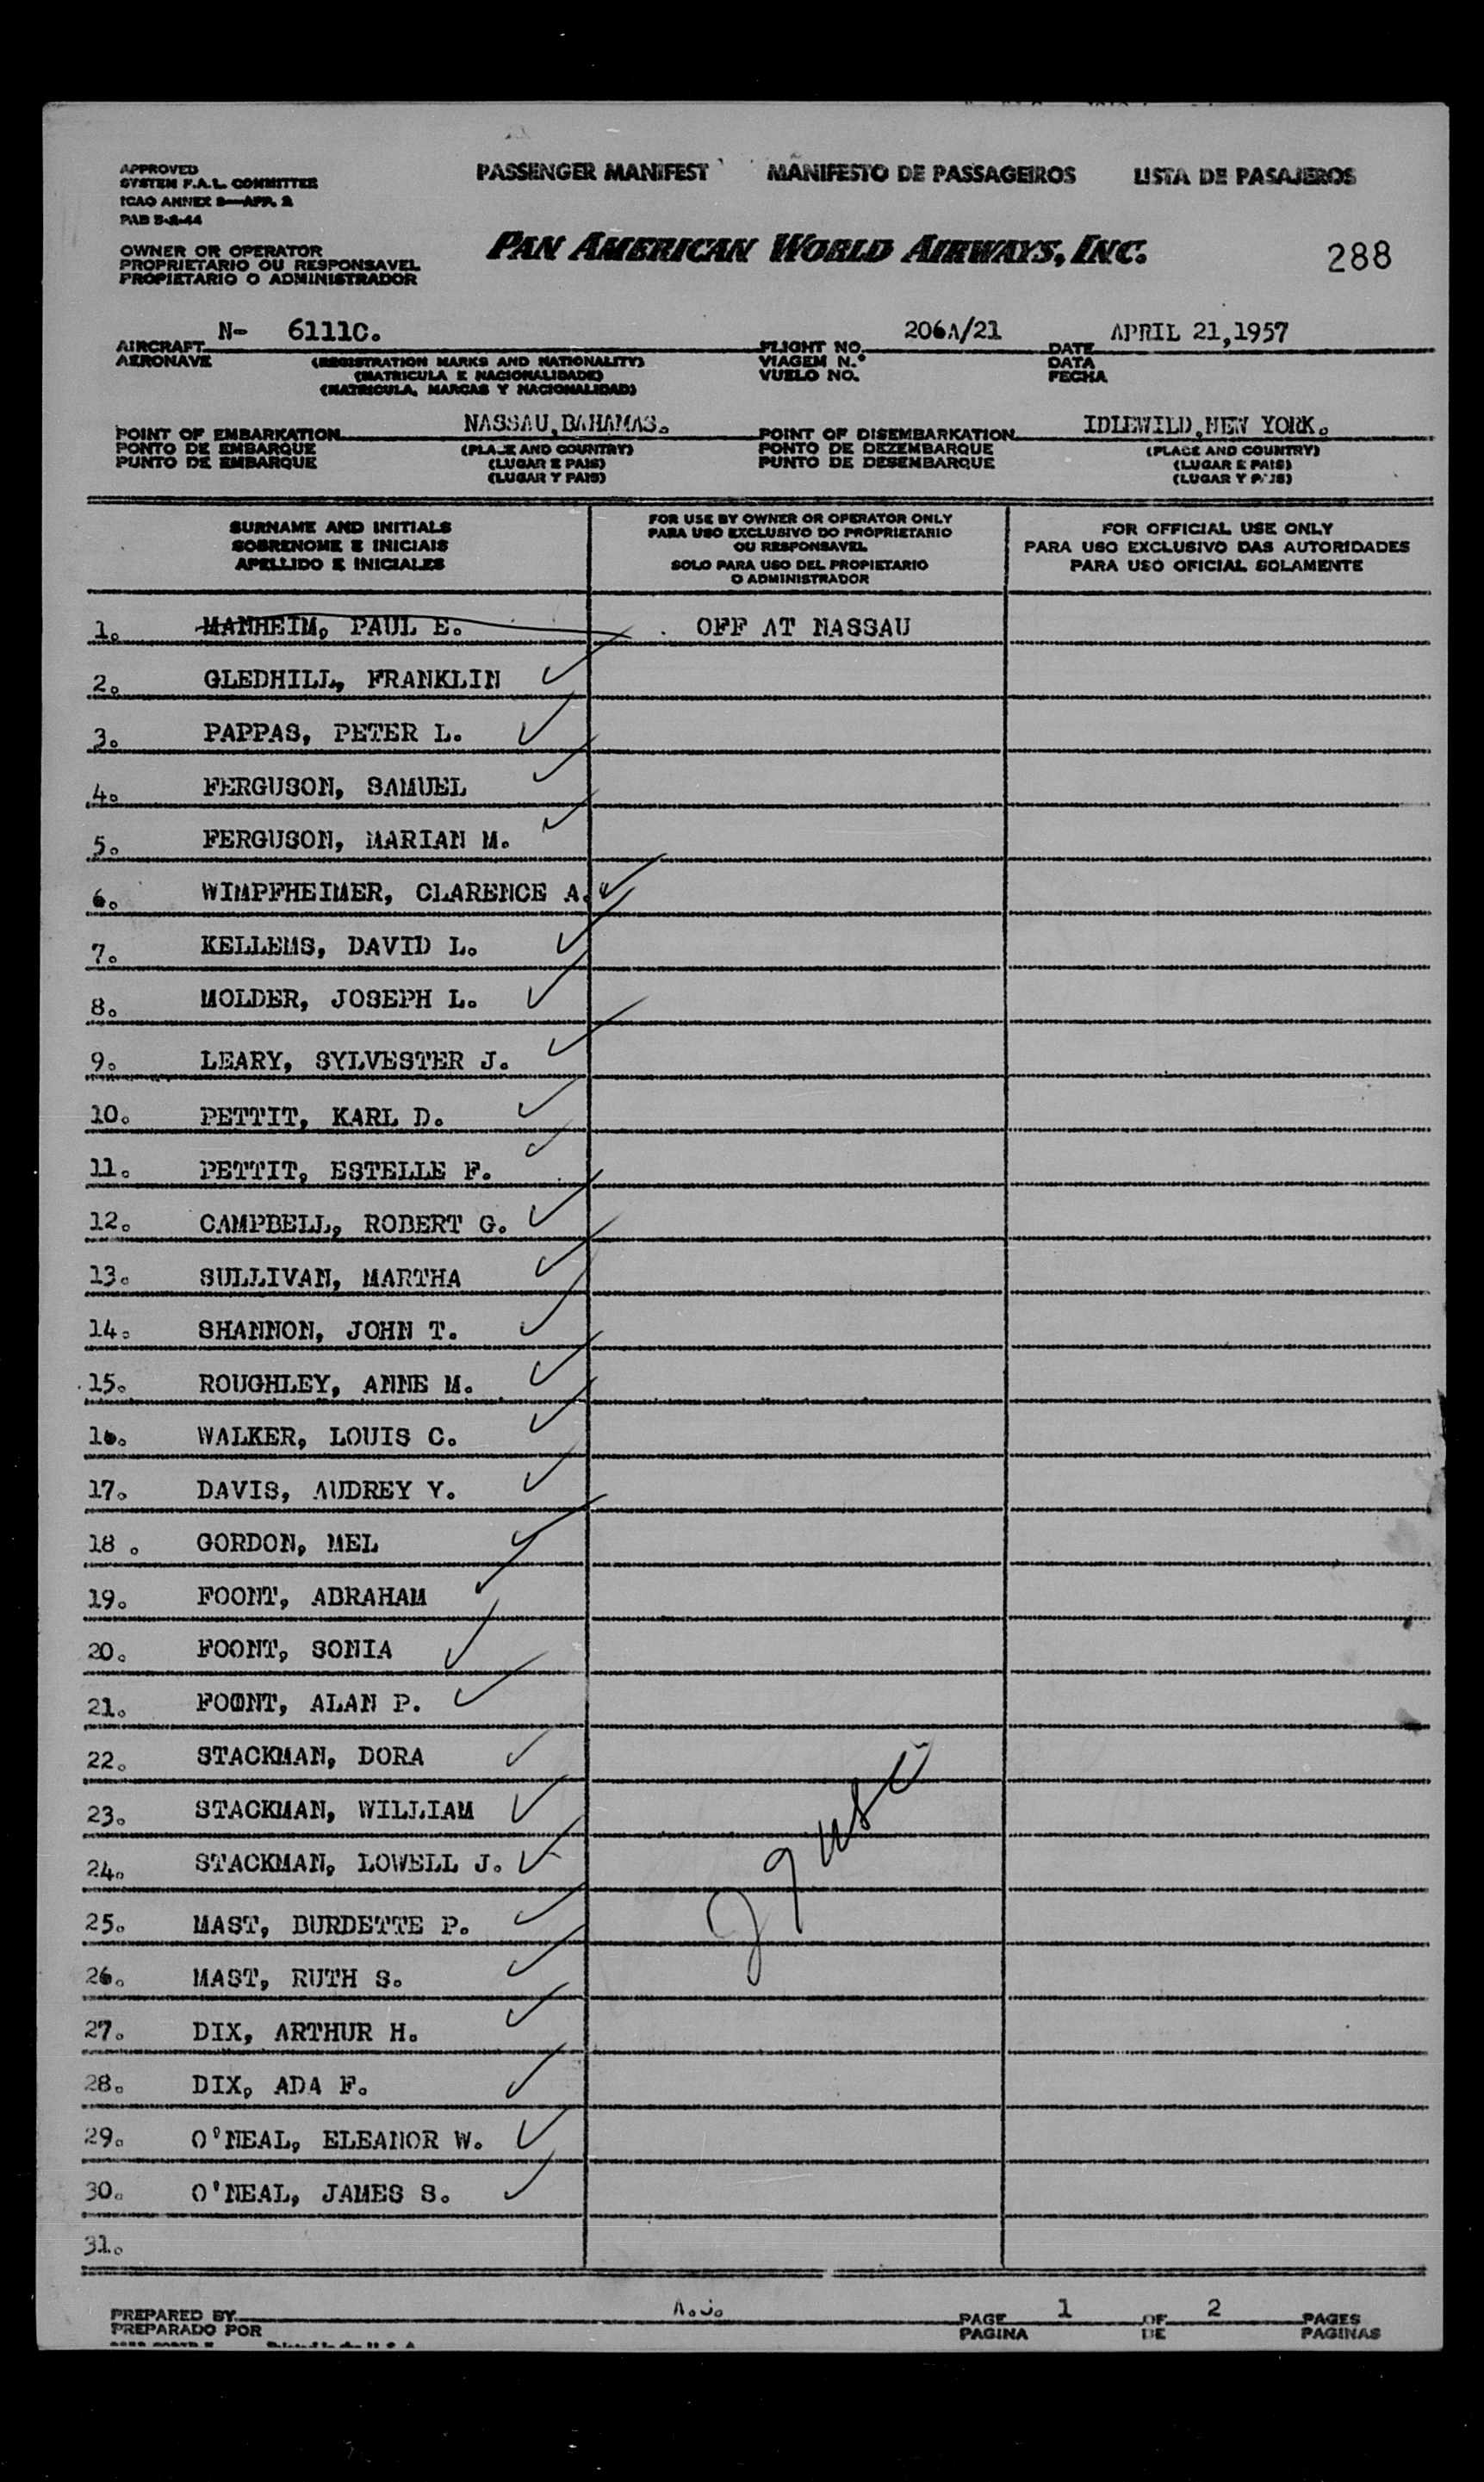 APPROVED
SYSTEM F.A.L. COMMITTEE
ICAO ANNEX 9—APP. 2
PAB 5-2-44
PASSENGER MANIFEST MANIFESTO DE PASSAGEIROS LISTA DE PASAJEROS
OWNER OR OPERATOR
PROPRIETARIO OU RESPONSAVEL
PROPIETARIO O ADMINISTRADOR
PAN AMERICAN WORLD AIRWAYS, INC.
288
AIRCRAFT N- 6111C. FLIGHT NO. 206A/21 DATE APRIL 21,1957
AERONAVE (REGISTRATION MARKS AND NATIONALITY) VIAGEM N.° DATA
(MATRICULA E NACIONALIDADE) VUELO NO. FECHA
(MATRICULA, MARCAS Y NACIONALIDAD)
POINT OF EMBARKATION NASSAU,BAHAMAS. POINT OF DISEMBARKATION IDLEWILD,NEW YORK.
PONTO DE EMBARQUE (PLACE AND COUNTRY) PONTO DE DEZEMBARQUE (PLACE AND COUNTRY)
PUNTO DE EMBARQUE (LUGAR E PAIS) PUNTO DE DESEMBARQUE (LUGAR E PAIS)
(LUGAR Y PAIS) (LUGAR Y PAIS)
SURNAME AND INITIALS
SOBRENOME E INICIAIS
APELLIDO E INICIALES
FOR USE BY OWNER OR OPERATOR ONLY
PARA USO EXCLUSIVO DO PROPRIETARIO
OU RESPONSAVEL
SOLO PARA USO DEL PROPIETARIO
O ADMINISTRADOR
FOR OFFICIAL USE ONLY
PARA USO EXCLUSIVO DAS AUTORIDADES
PARA USO OFICIAL SOLAMENTE
1. MANHEIM, PAUL E. OFF AT NASSAU
2. GLEDHILL, FRANKLIN
3. PAPPAS, PETER L.
4. FERGUSON, SAMUEL
5. FERGUSON, MARIAN M.
6. WIMPFHEIMER, CLARENCE A.
7. KELLEMS, DAVID L.
8. MOLDER, JOSEPH L.
9. LEARY, SYLVESTER J.
10. PETTIT, KARL D.
11. PETTIT, ESTELLE F.
12. CAMPBELL, ROBERT G.
13. SULLIVAN, MARTHA
14. SHANNON, JOHN T.
15. ROUGHLEY, ANNE M.
16. WALKER, LOUIS C.
17. DAVIS, AUDREY Y.
18 . GORDON, MEL
19. FOONT, ABRAHAM
20. FOONT, SONIA
21. FOONT, ALAN P.
22. STACKMAN, DORA
23. STACKMAN, WILLIAM
24. STACKMAN, LOWELL J.
25. MAST, BURDETTE P.
26. MAST, RUTH S.
27. DIX, ARTHUR H.
28. DIX, ADA F.
29. O'NEAL, ELEANOR W.
30. O'NEAL, JAMES S.
31.
29 usc
PREPARED BY A.J. PAGE 1 OF 2 PAGES
PREPARADO POR PAGINA DE PAGINAS